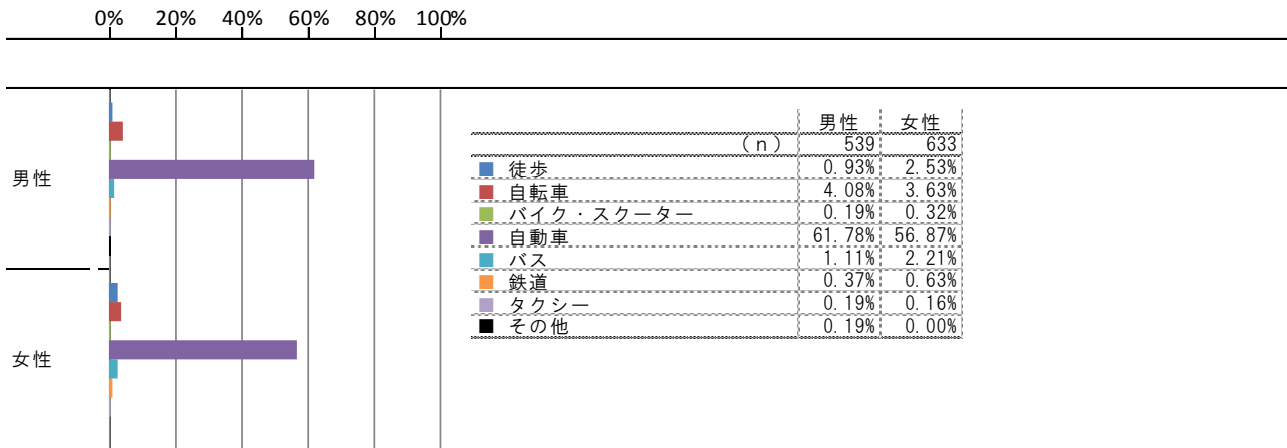 0% 20% 40% 60% 80% 100%
男性 女性
(n) 539 633
徒歩 0.93% 2.53%
自転車 4.08% 3.63%
バイク・スクーター 0.19% 0.32%
男性
自動車 61.78% 56.87%
バス 1.11% 2.21%
鉄道 0.37% 0.63%
タクシー 0.19% 0.16%
その他 0.19% 0.00%
女性